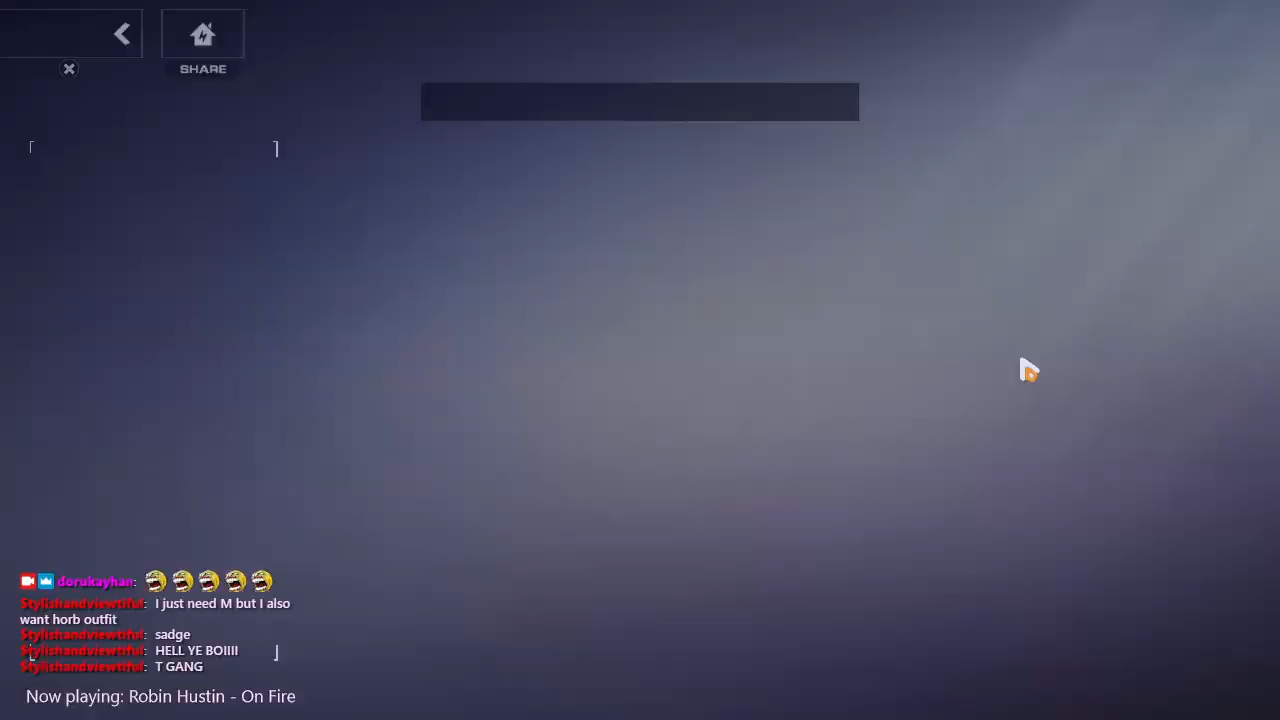 SHARE
dorukayhan:
Stylishandviewtiful: I just need M but I also
want horb outfit
Stylishandviewtiful: sadge
Stylishandviewtiful: HELL YE BOIIII
Stylishandviewtiful: T GANG
Now playing: Robin Hustin - On Fire